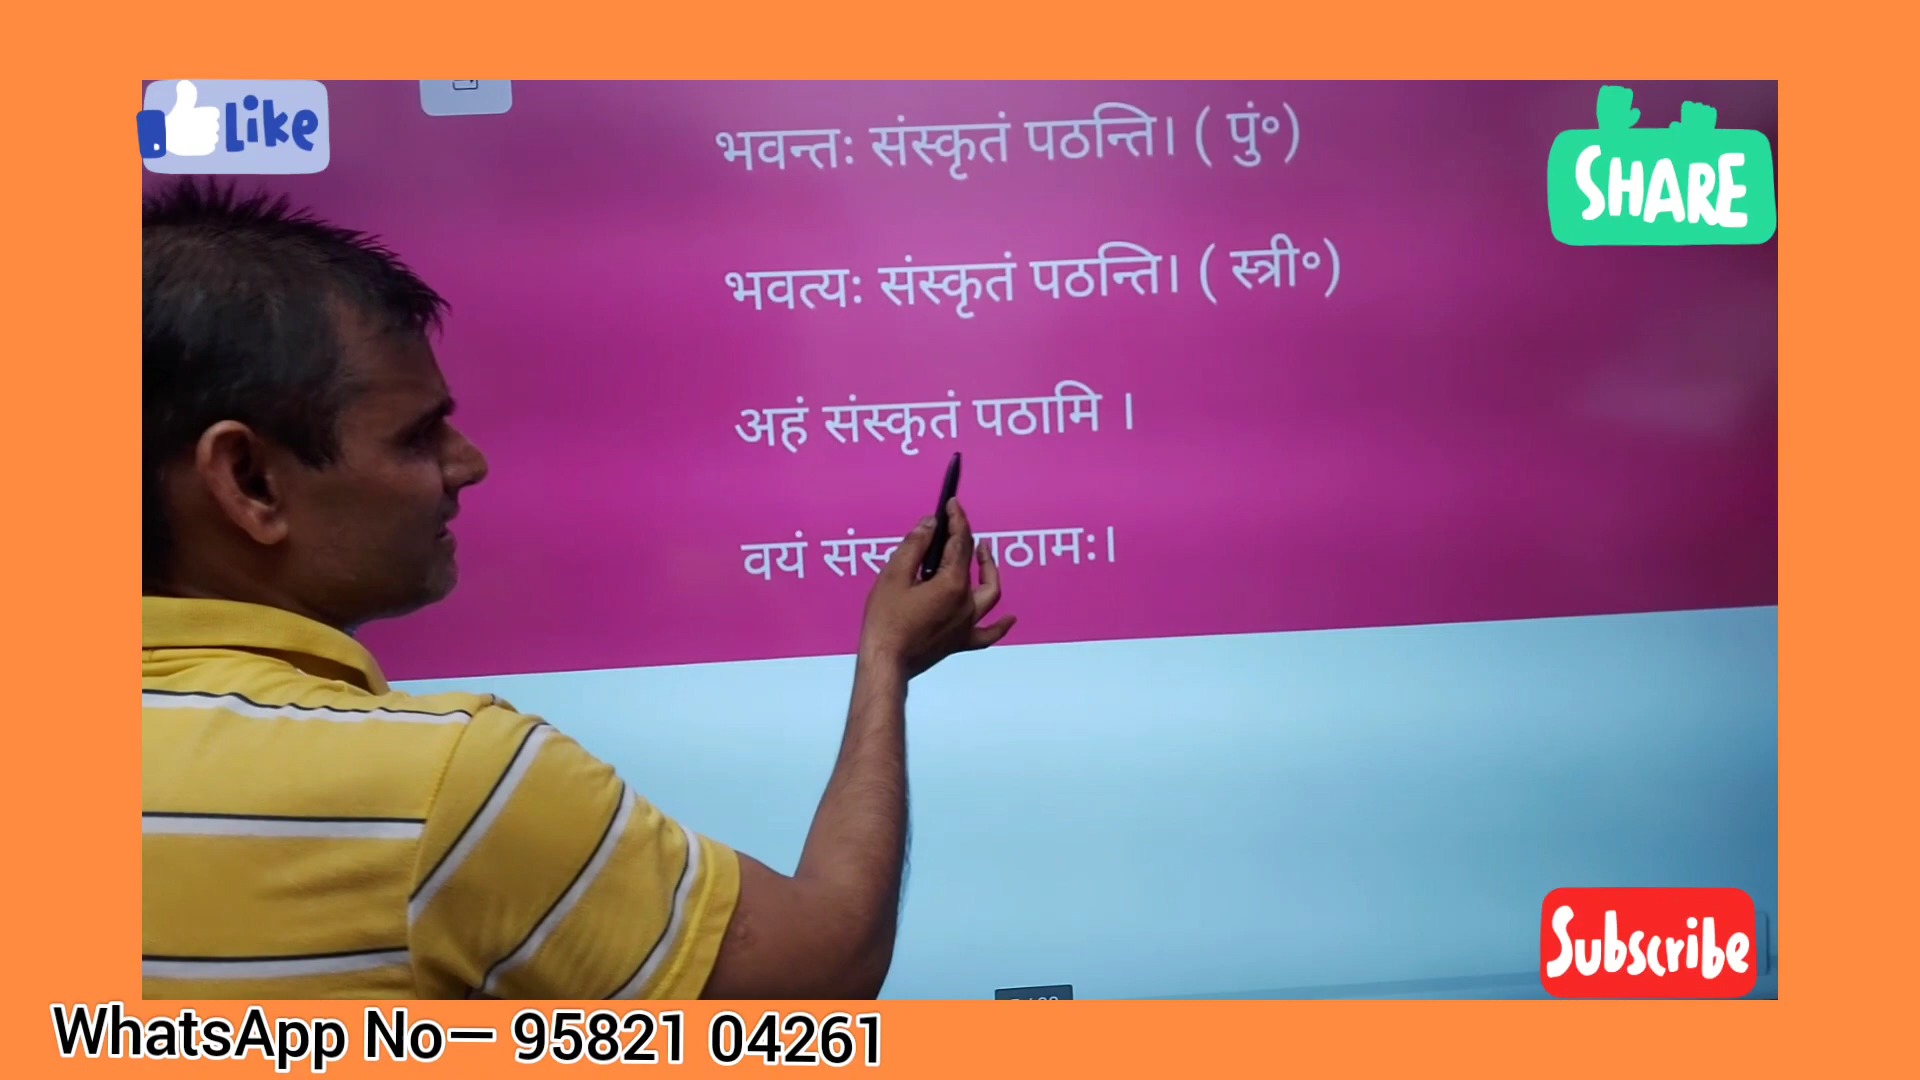 Like
SHARE
भवन्तः संस्कृतं पठन्ति। ( पुं॰)
भवत्यः संस्कृतं पठन्ति। ( स्त्री॰)
अहं संस्कृतं पठामि ।
वयं पठामः।
Subscribe
WhatsApp No— 95821 04261